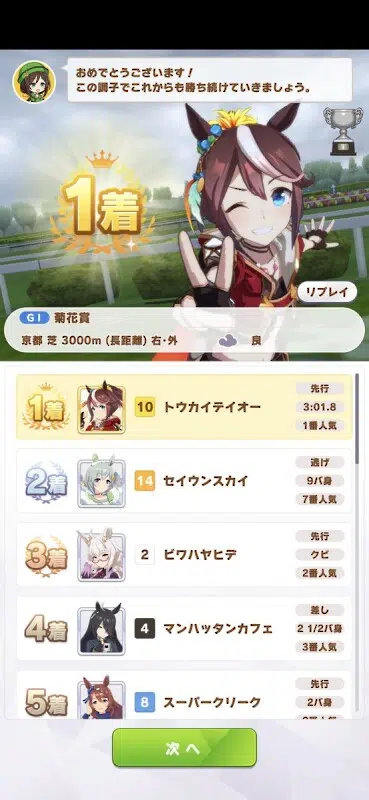 おめでとうございます！
この調子でこれからも勝ち続けていきましょう。
1着
リプレイ
GI 菊花賞
京都 芝 3000m (長距離) 右・外 良
1着 10 トウカイテイオー 先行 3:01.8 1番人気
2着 14 セイウンスカイ 逃げ 9バ身 7番人気
3着 2 ビワハヤヒデ 先行 クビ 2番人気
4着 4 マンハッタンカフェ 差し 2 1/2バ身 3番人気
5着 8 スーパークリーク 先行 2バ身
次へ